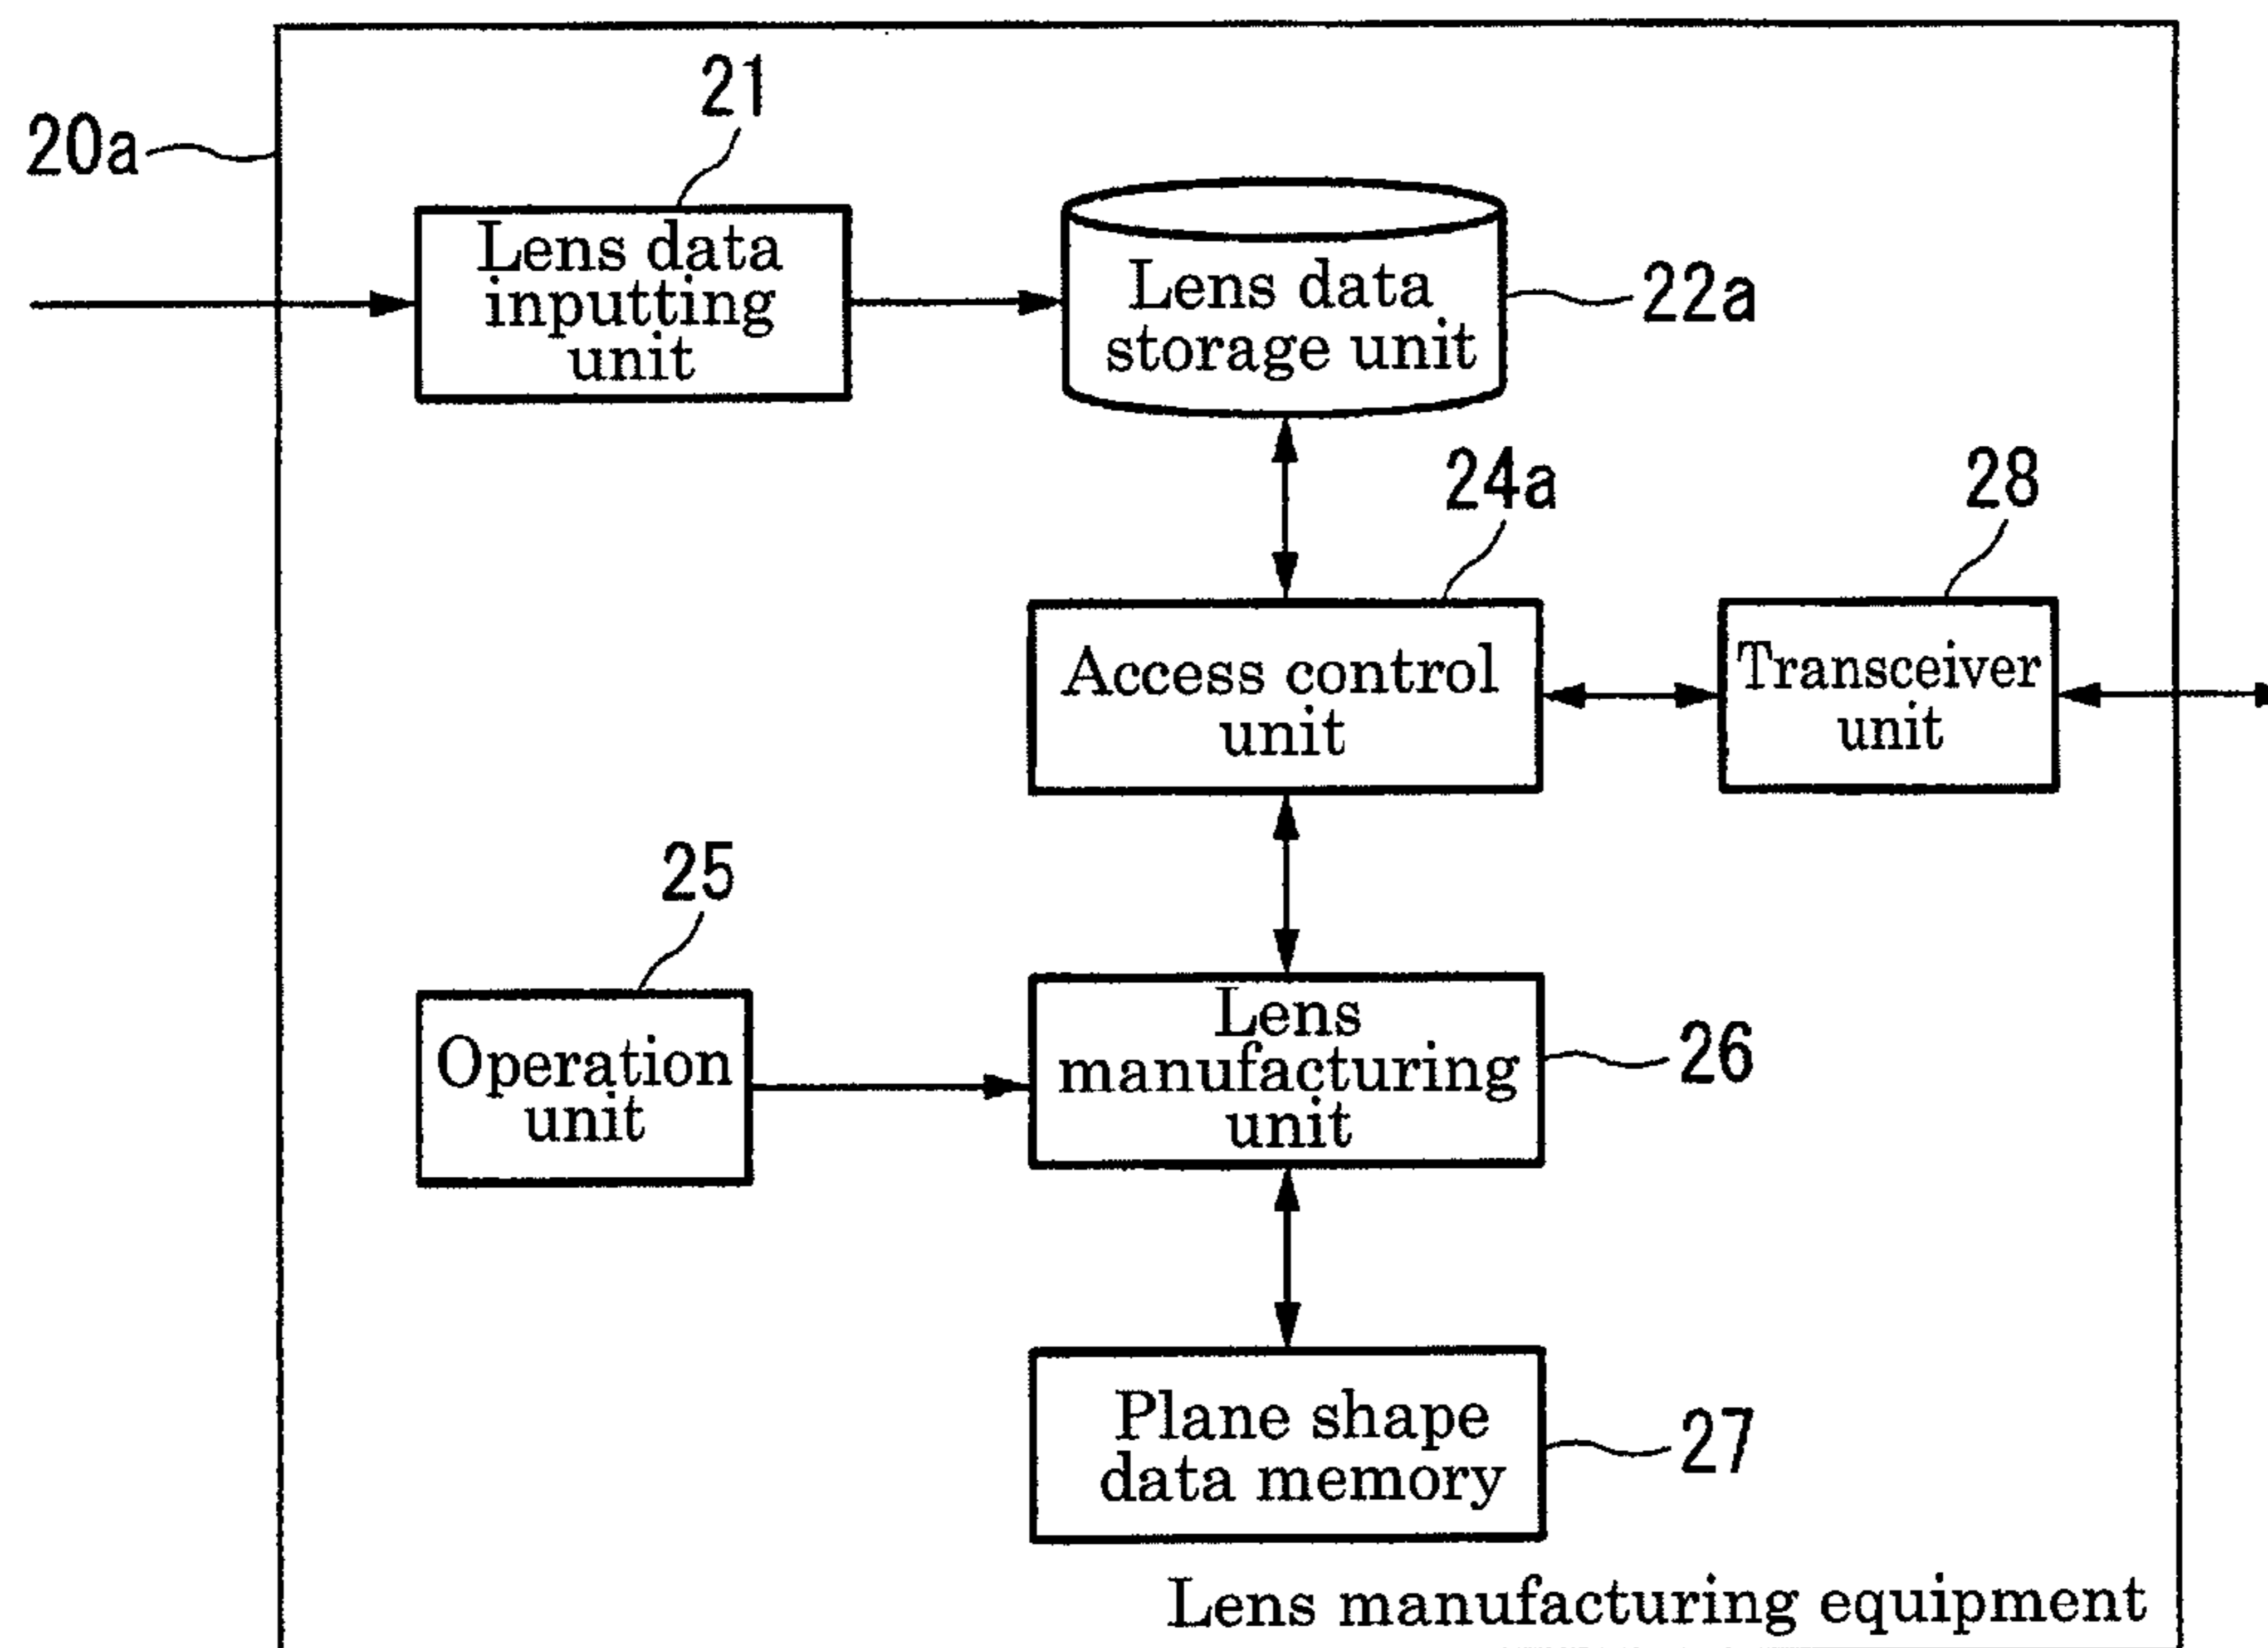 21
20a
Lens data
inputting
unit
Lens data
storage unit
22a
24a
28
Access control
unit
Transceiver
unit
25
Operation
unit
Lens
manufacturing
unit
26
Plane shape
data memory
27
Lens manufacturing equipment